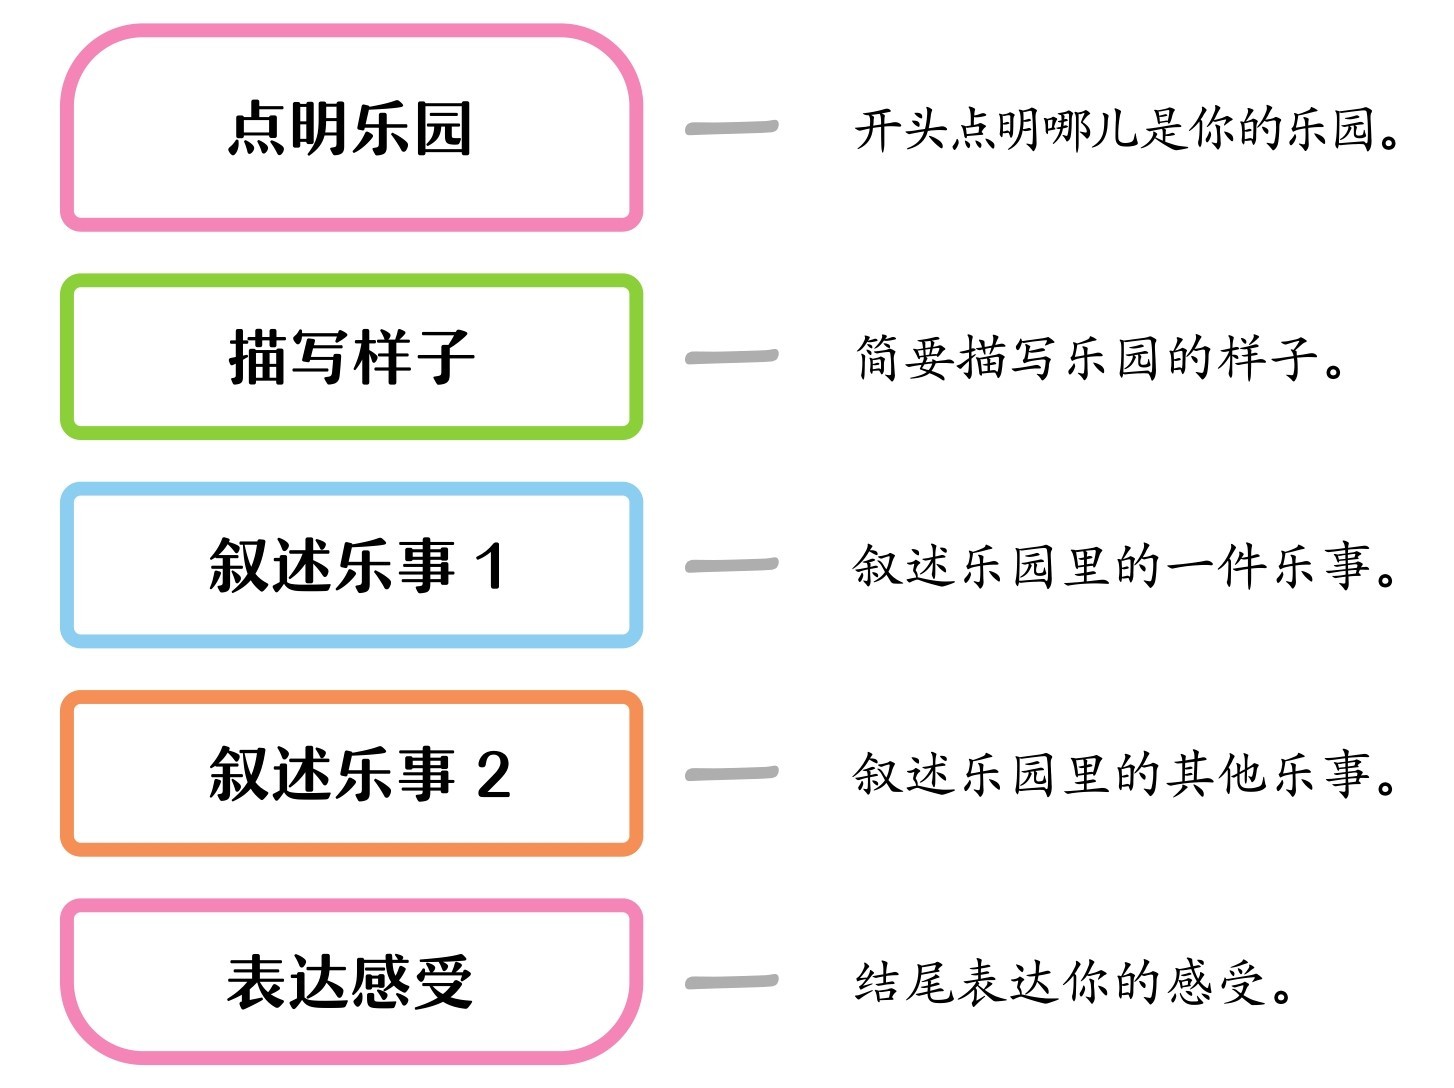 点明乐园
开头点明哪儿是你的乐园。
描写样子
简要描写乐园的样子。
叙述乐事 1
叙述乐园里的一件乐事。
叙述乐事 2
叙述乐园里的其他乐事。
表达感受
结尾表达你的感受。